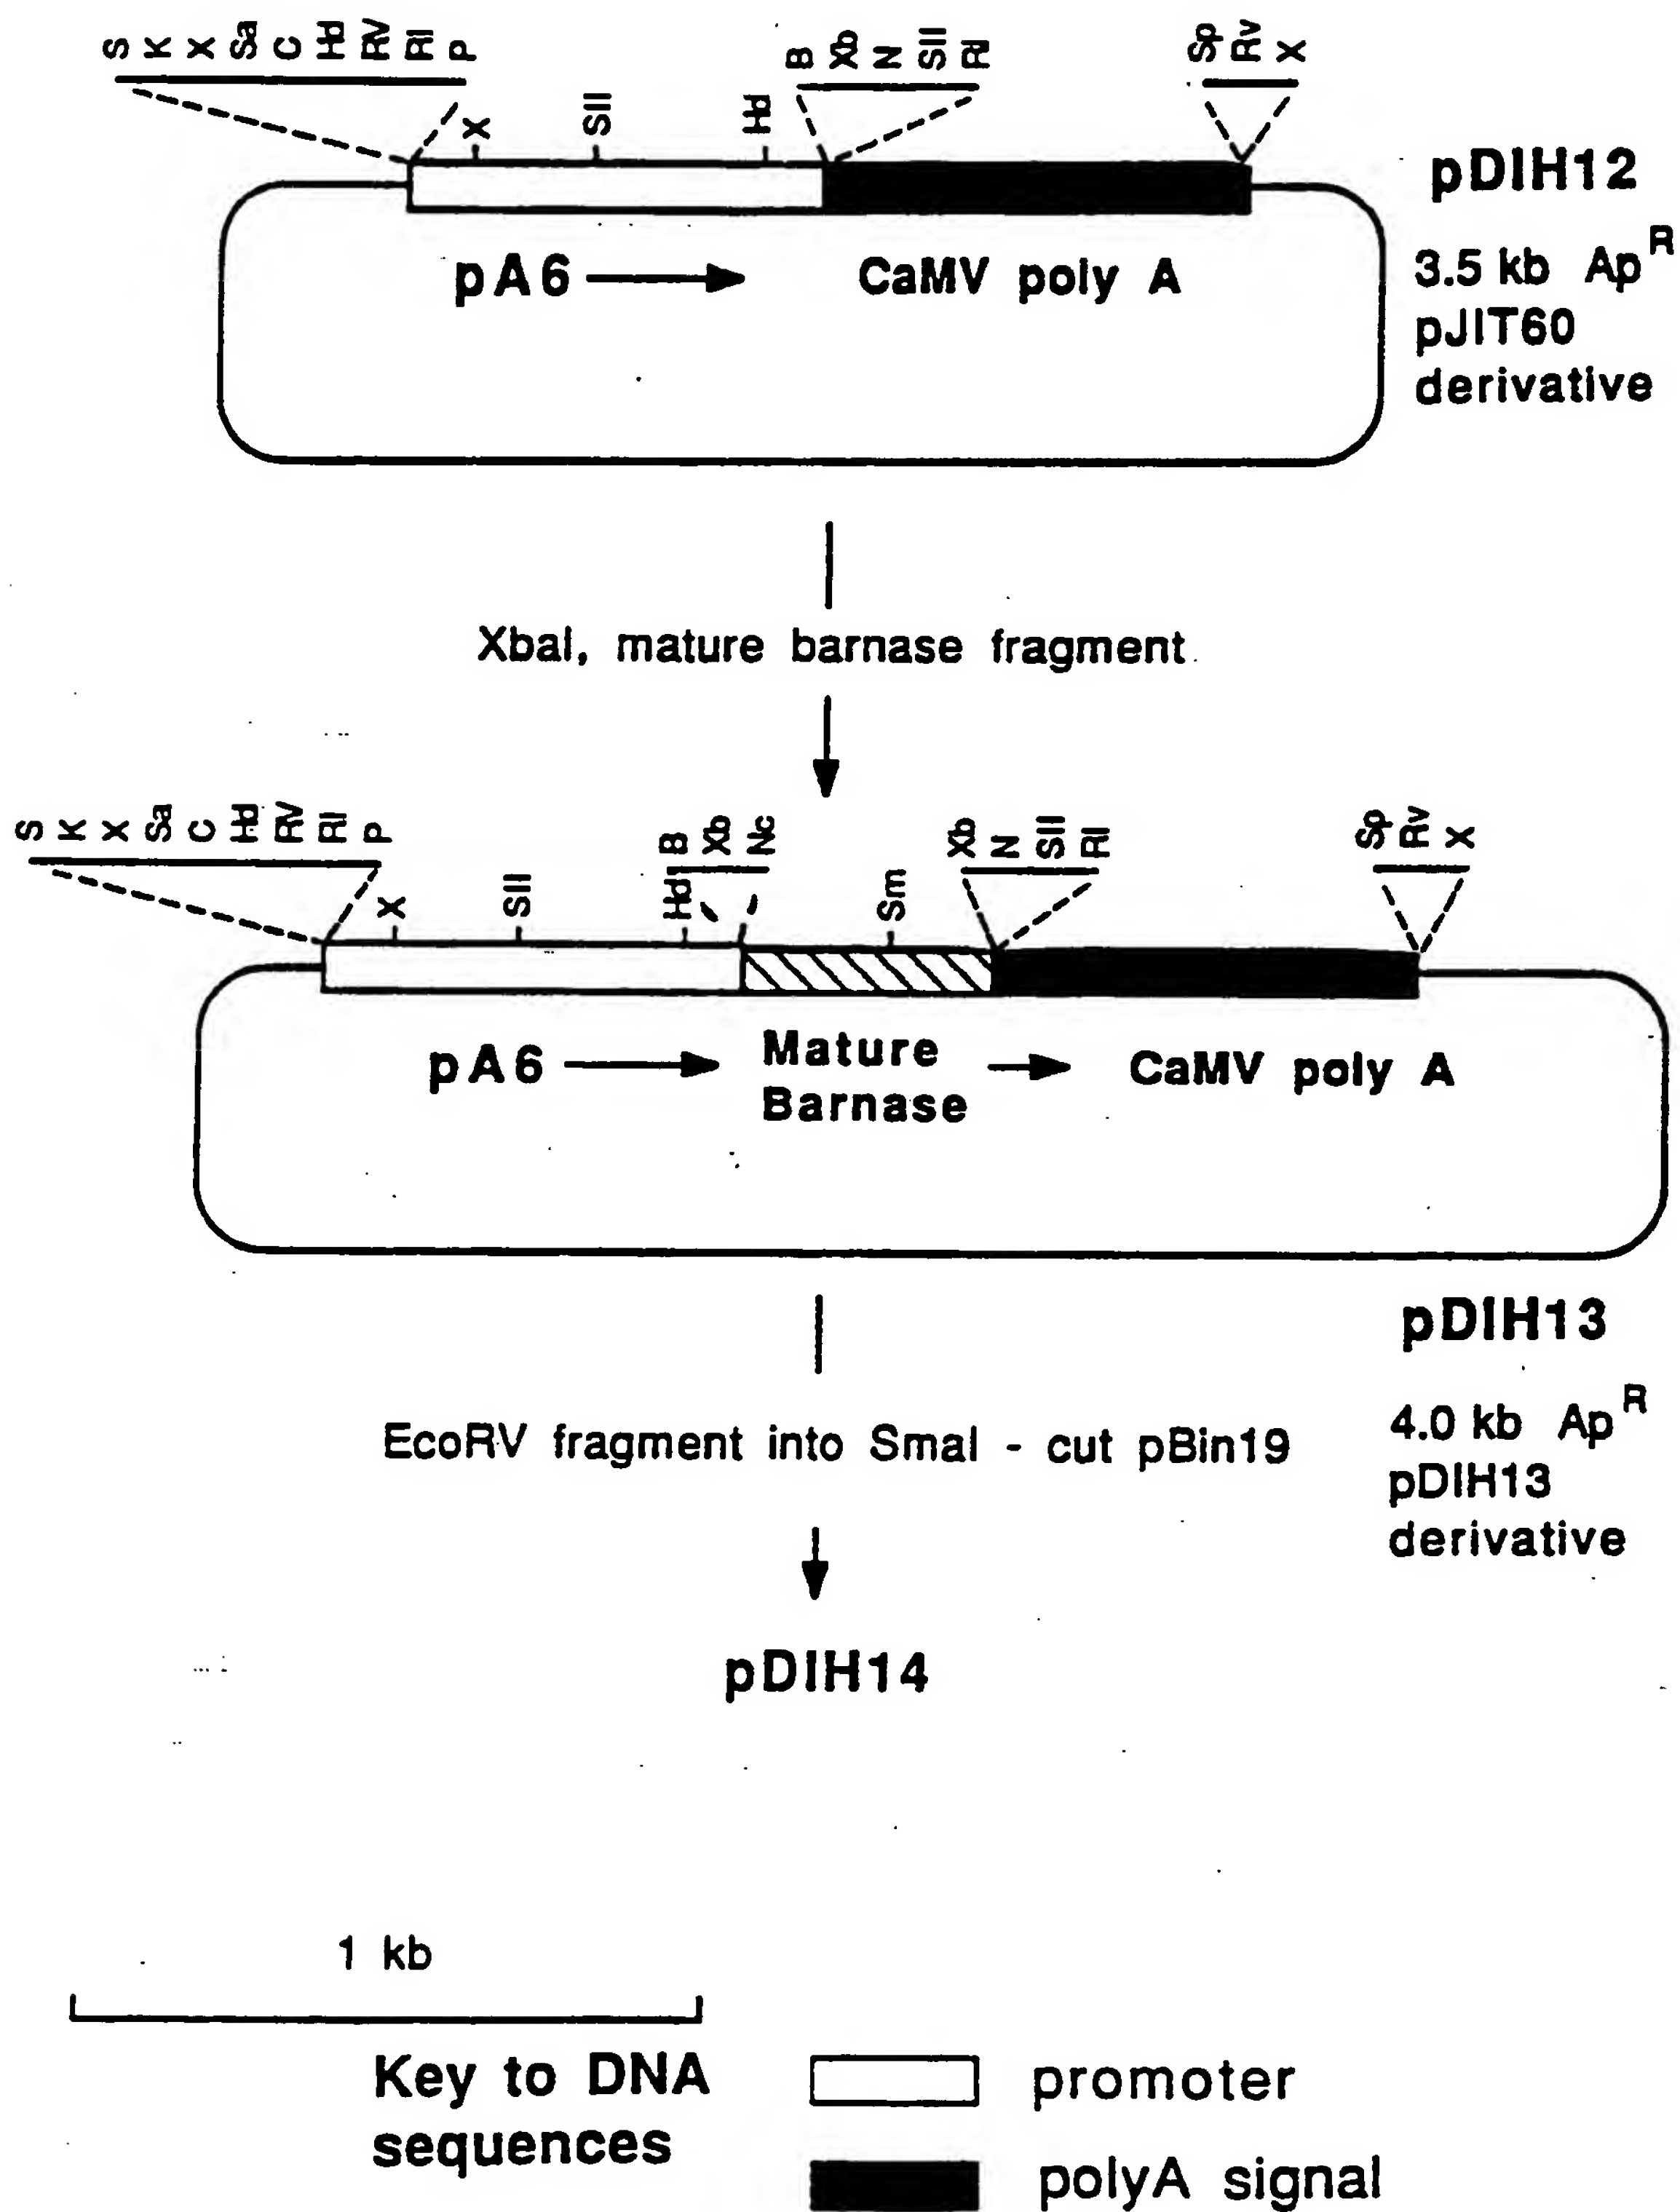 S K X Sa C Hd RV RI P
B Xb N SII RI
Sp RV X
X SII Hd
pDIH12
pA6 CaMV poly A
3.5 kb Ap^R
pJIT60
derivative
XbaI, mature barnase fragment
S K X Sa C Hd RV RI P
B Xb Nc
Xb N SII RI
Sp RV X
X SII Hd Sm
pA6 Mature Barnase CaMV poly A
pDIH13
4.0 kb Ap^R
pDIH13
derivative
EcoRV fragment into SmaI - cut pBin19
pDIH14
1 kb
Key to DNA
sequences
promoter
polyA signal